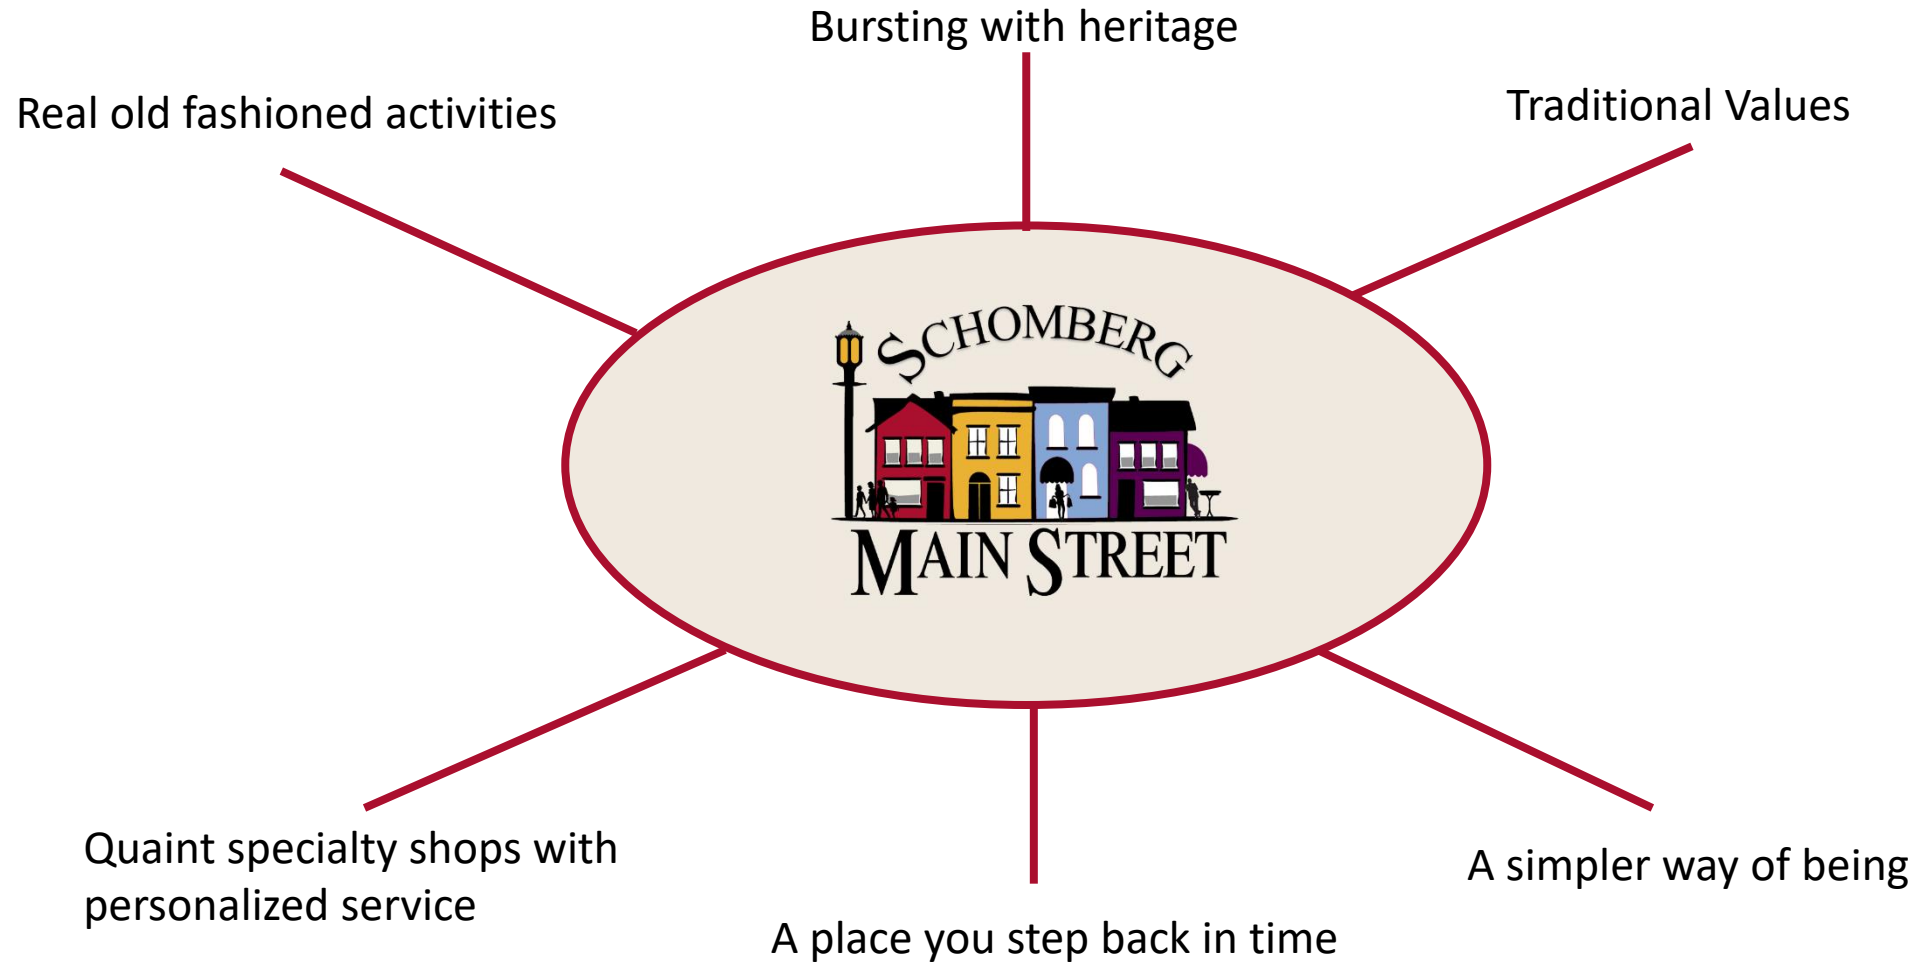 Bursting with heritage
Real old fashioned activities
Traditional Values
SCHOMBERG
MAIN STREET
Quaint specialty shops with
personalized service
A simpler way of being
A place you step back in time